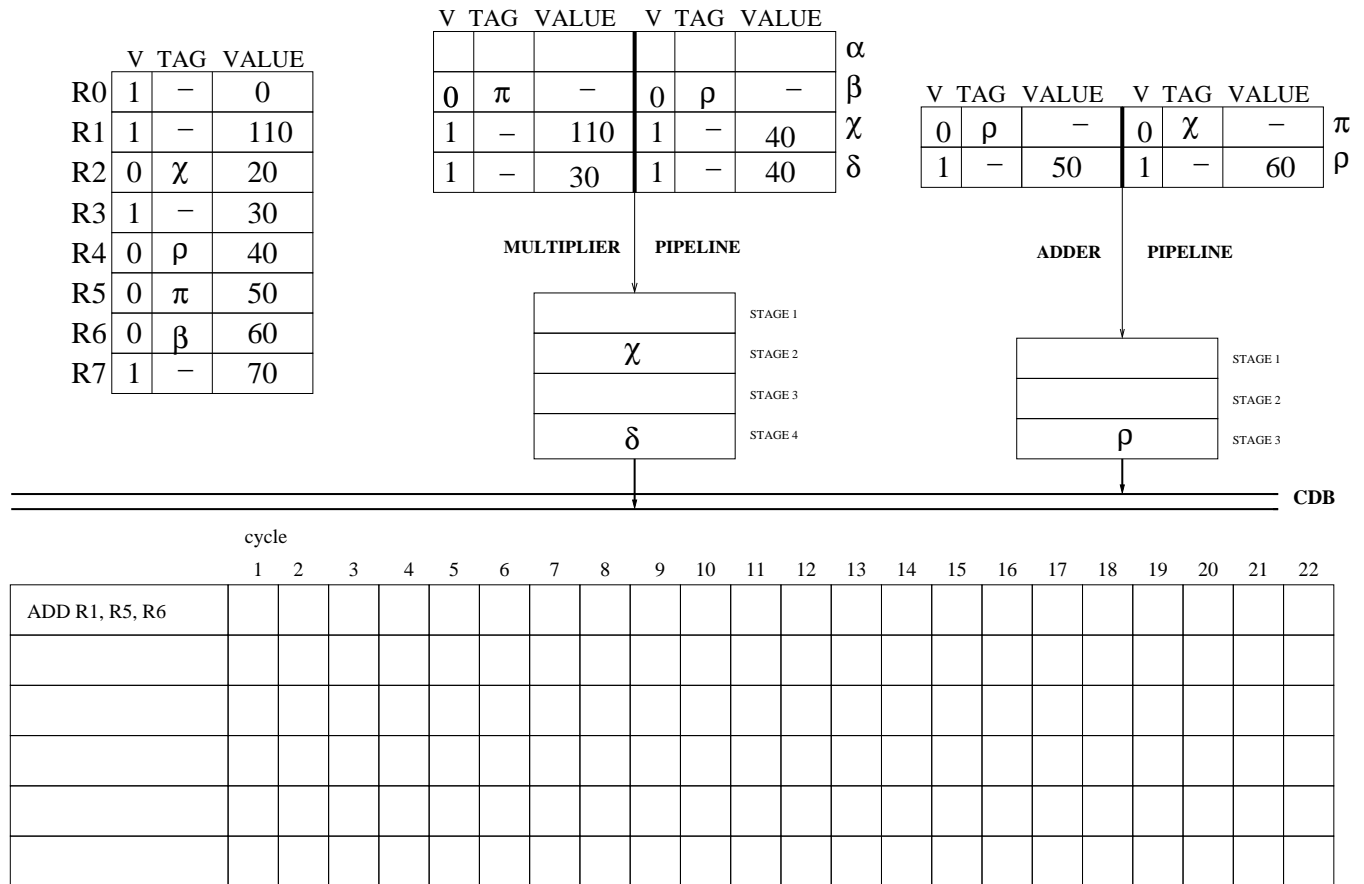 V TAG VALUE V TAG VALUE
α
V TAG VALUE
R0 1 – 0
0 π – 0 ρ – β
V TAG VALUE V TAG VALUE
R1 1 – 110
1 – 110 1 – 40 χ
0 ρ – 0 χ – π
R2 0 χ 20
1 – 30 1 – 40 δ
1 – 50 1 – 60 ρ
R3 1 – 30
R4 0 ρ 40
MULTIPLIER PIPELINE
ADDER PIPELINE
R5 0 π 50
STAGE 1
R6 0 β 60
χ STAGE 2
STAGE 1
R7 1 – 70
STAGE 3
STAGE 2
δ STAGE 4
ρ STAGE 3
CDB
cycle
1 2 3 4 5 6 7 8 9 10 11 12 13 14 15 16 17 18 19 20 21 22
ADD R1, R5, R6